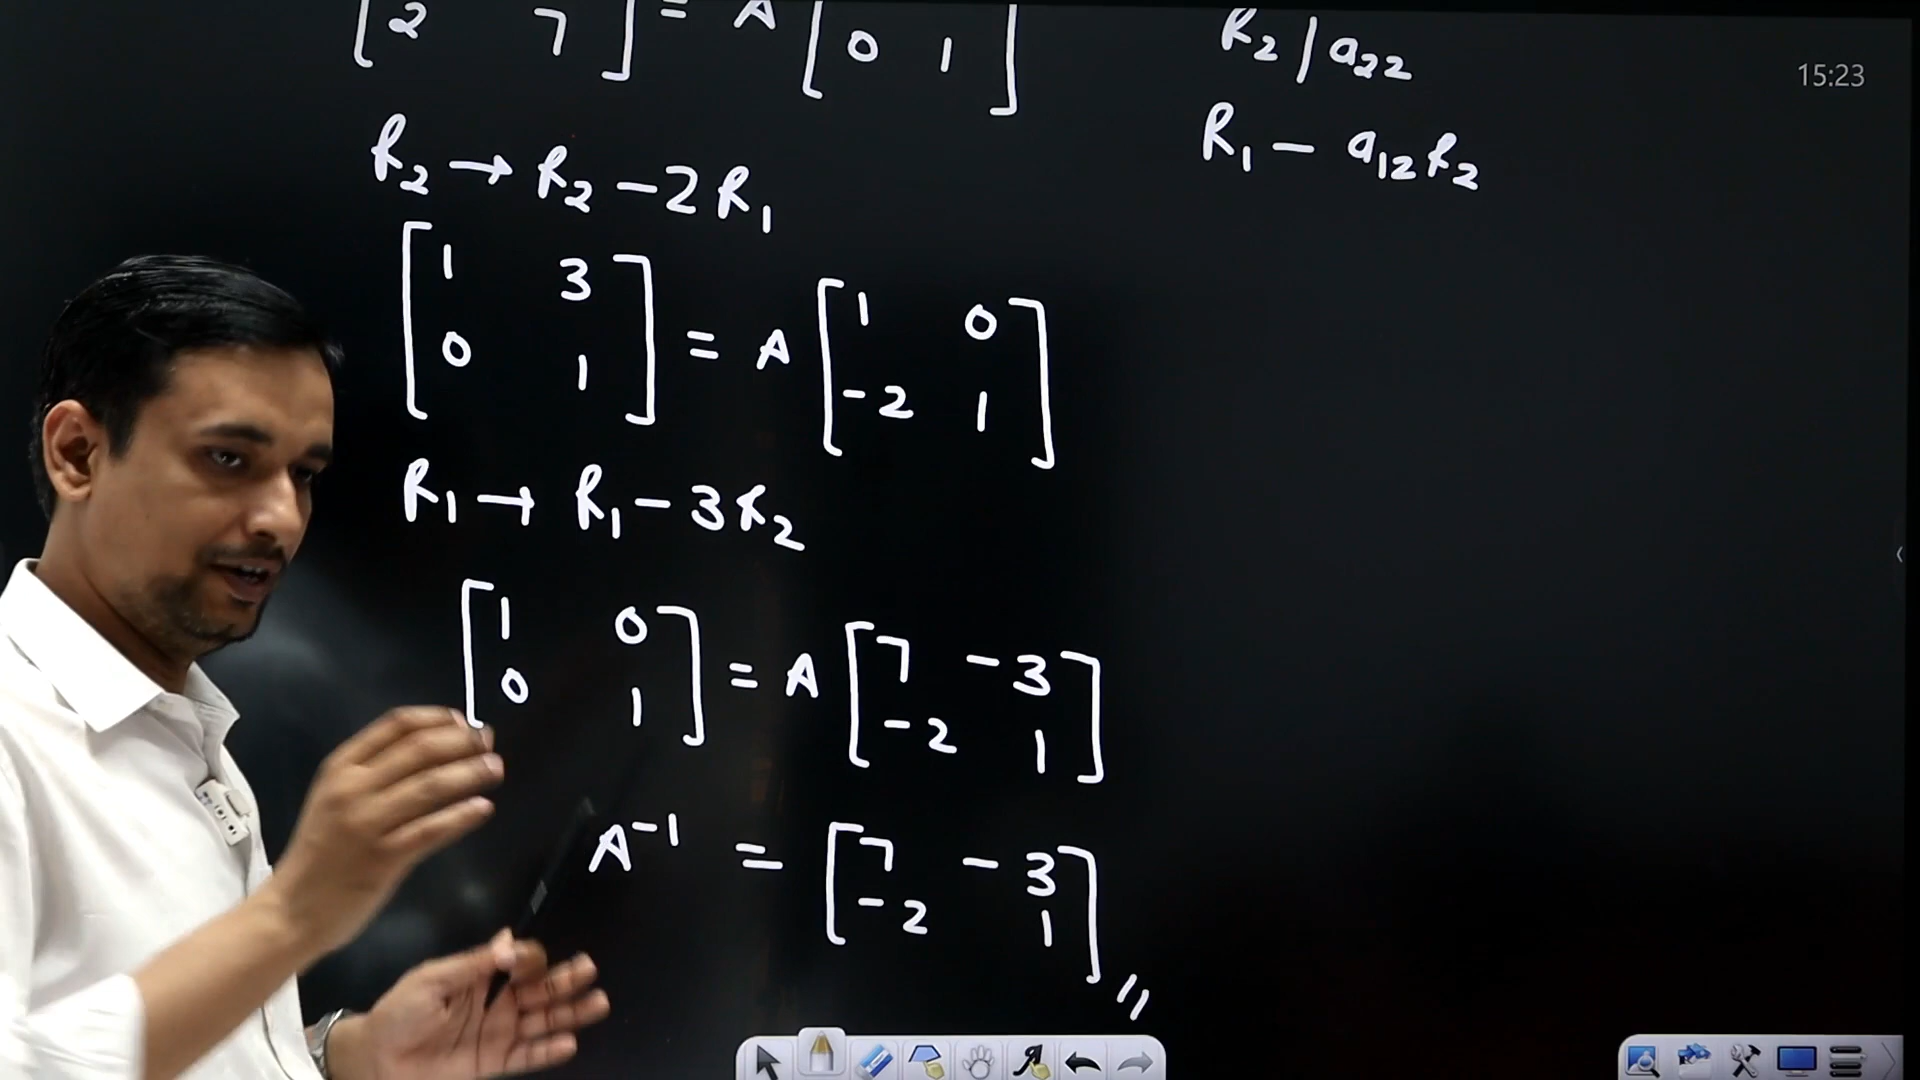 [2 7] = A [0 1]
R2 / a22
15:23
R1 - a12R2
R2 → R2 - 2R1
[1 3
0 1] = A [1 0
-2 1]
R1 → R1 - 3R2
[1 0
0 1] = A [7 -3
-2 1]
A⁻¹ = [7 -3
-2 1] //